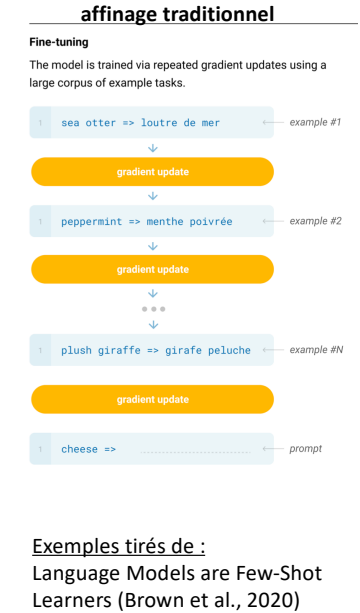 affinage traditionnel
Fine-tuning
The model is trained via repeated gradient updates using a
large corpus of example tasks.
1 sea otter => loutre de mer ← example #1
↓
gradient update
↓
1 peppermint => menthe poivrée ← example #2
↓
gradient update
↓
•••
↓
1 plush giraffe => girafe peluche ← example #N
gradient update
1 cheese => .................... ← prompt
Exemples tirés de :
Language Models are Few-Shot
Learners (Brown et al., 2020)